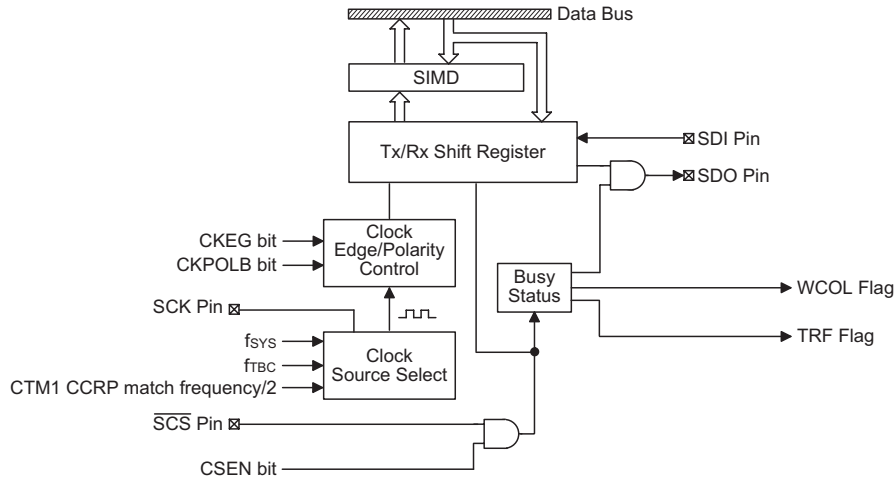 Data Bus
SIMD
Tx/Rx Shift Register
SDI Pin
SDO Pin
CKEG bit
CKPOLB bit
Clock
Edge/Polarity
Control
Busy
Status
WCOL Flag
TRF Flag
SCK Pin
fSYS
fTBC
CTM1 CCRP match frequency/2
Clock
Source Select
SCS Pin
CSEN bit